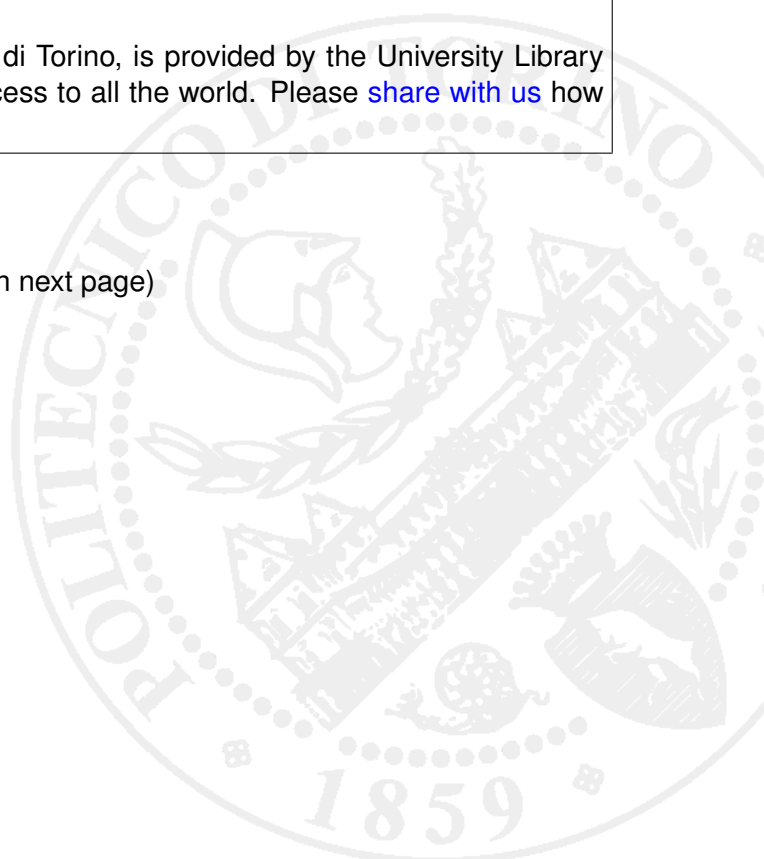 di Torino, is provided by the University Library
cess to all the world. Please share with us how
n next page)
POLITECNICO DI TORINO
1859